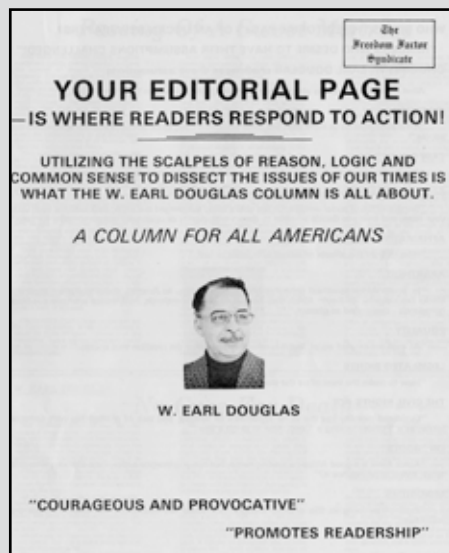 The
Freedom Factor
Syndicate
YOUR EDITORIAL PAGE
—IS WHERE READERS RESPOND TO ACTION!
UTILIZING THE SCALPELS OF REASON, LOGIC AND
COMMON SENSE TO DISSECT THE ISSUES OF OUR TIMES IS
WHAT THE W. EARL DOUGLAS COLUMN IS ALL ABOUT.
A COLUMN FOR ALL AMERICANS
W. EARL DOUGLAS
"COURAGEOUS AND PROVOCATIVE"
"PROMOTES READERSHIP"